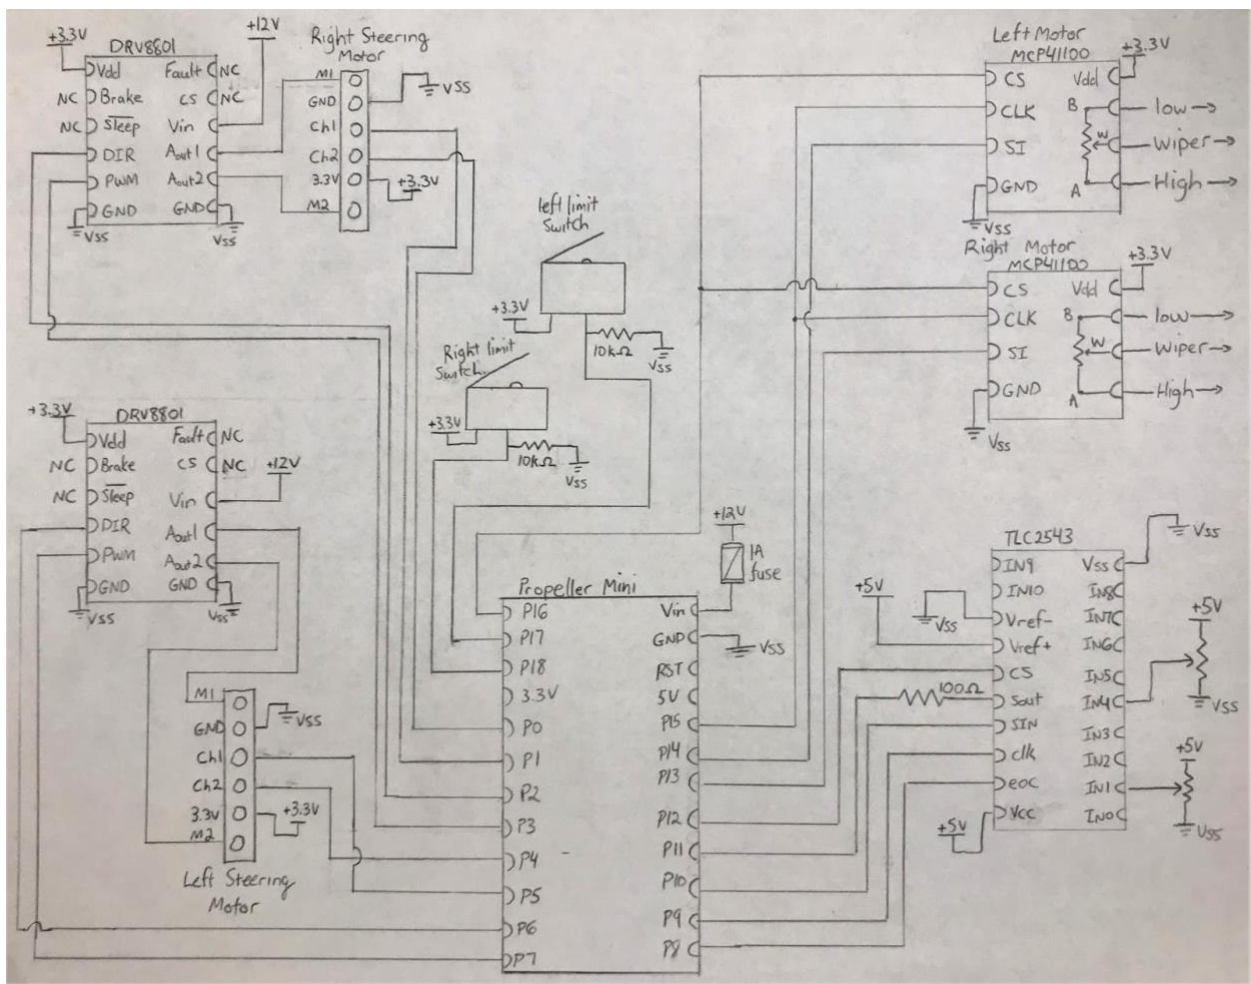 +3.3V
DRV8801
Vdd
Fault
NC
NC
Brake
CS
NC
NC
Sleep
Vin
DIR
Aout1
PWM
Aout2
GND
GND
VSS
VSS
+12V
Right Steering
Motor
M1
GND
Ch1
Ch2
3.3V
M2
VSS
+3.3V
left limit
Switch
+3.3V
10kΩ
VSS
Right limit
Switch
+3.3V
10kΩ
VSS
Left Motor
MCP41100
+3.3V
CS
Vdd
CLK
B
low
SI
W
Wiper
GND
A
High
VSS
Right Motor
MCP41100
+3.3V
CS
Vdd
CLK
B
low
SI
W
Wiper
GND
A
High
VSS
+3.3V
DRV8801
Vdd
Fault
NC
NC
Brake
CS
NC
NC
Sleep
Vin
+12V
DIR
Aout1
PWM
Aout2
GND
GND
VSS
VSS
M1
GND
VSS
Ch1
Ch2
3.3V
+3.3V
M2
Left Steering
Motor
+12V
1A
fuse
Propeller Mini
P16
Vin
P17
GND
VSS
P18
RST
3.3V
5V
P0
P15
P1
P14
P2
P13
P3
P12
P4
P11
P5
P10
P6
P9
P7
P8
TLC2543
VSS
IN9
Vss
IN10
IN8
Vref-
IN7
Vref+
IN6
CS
IN5
Sout
IN4
SIN
IN3
clk
IN2
eoc
IN1
Vcc
IN0
+5V
VSS
100Ω
+5V
+5V
VSS
+5V
VSS